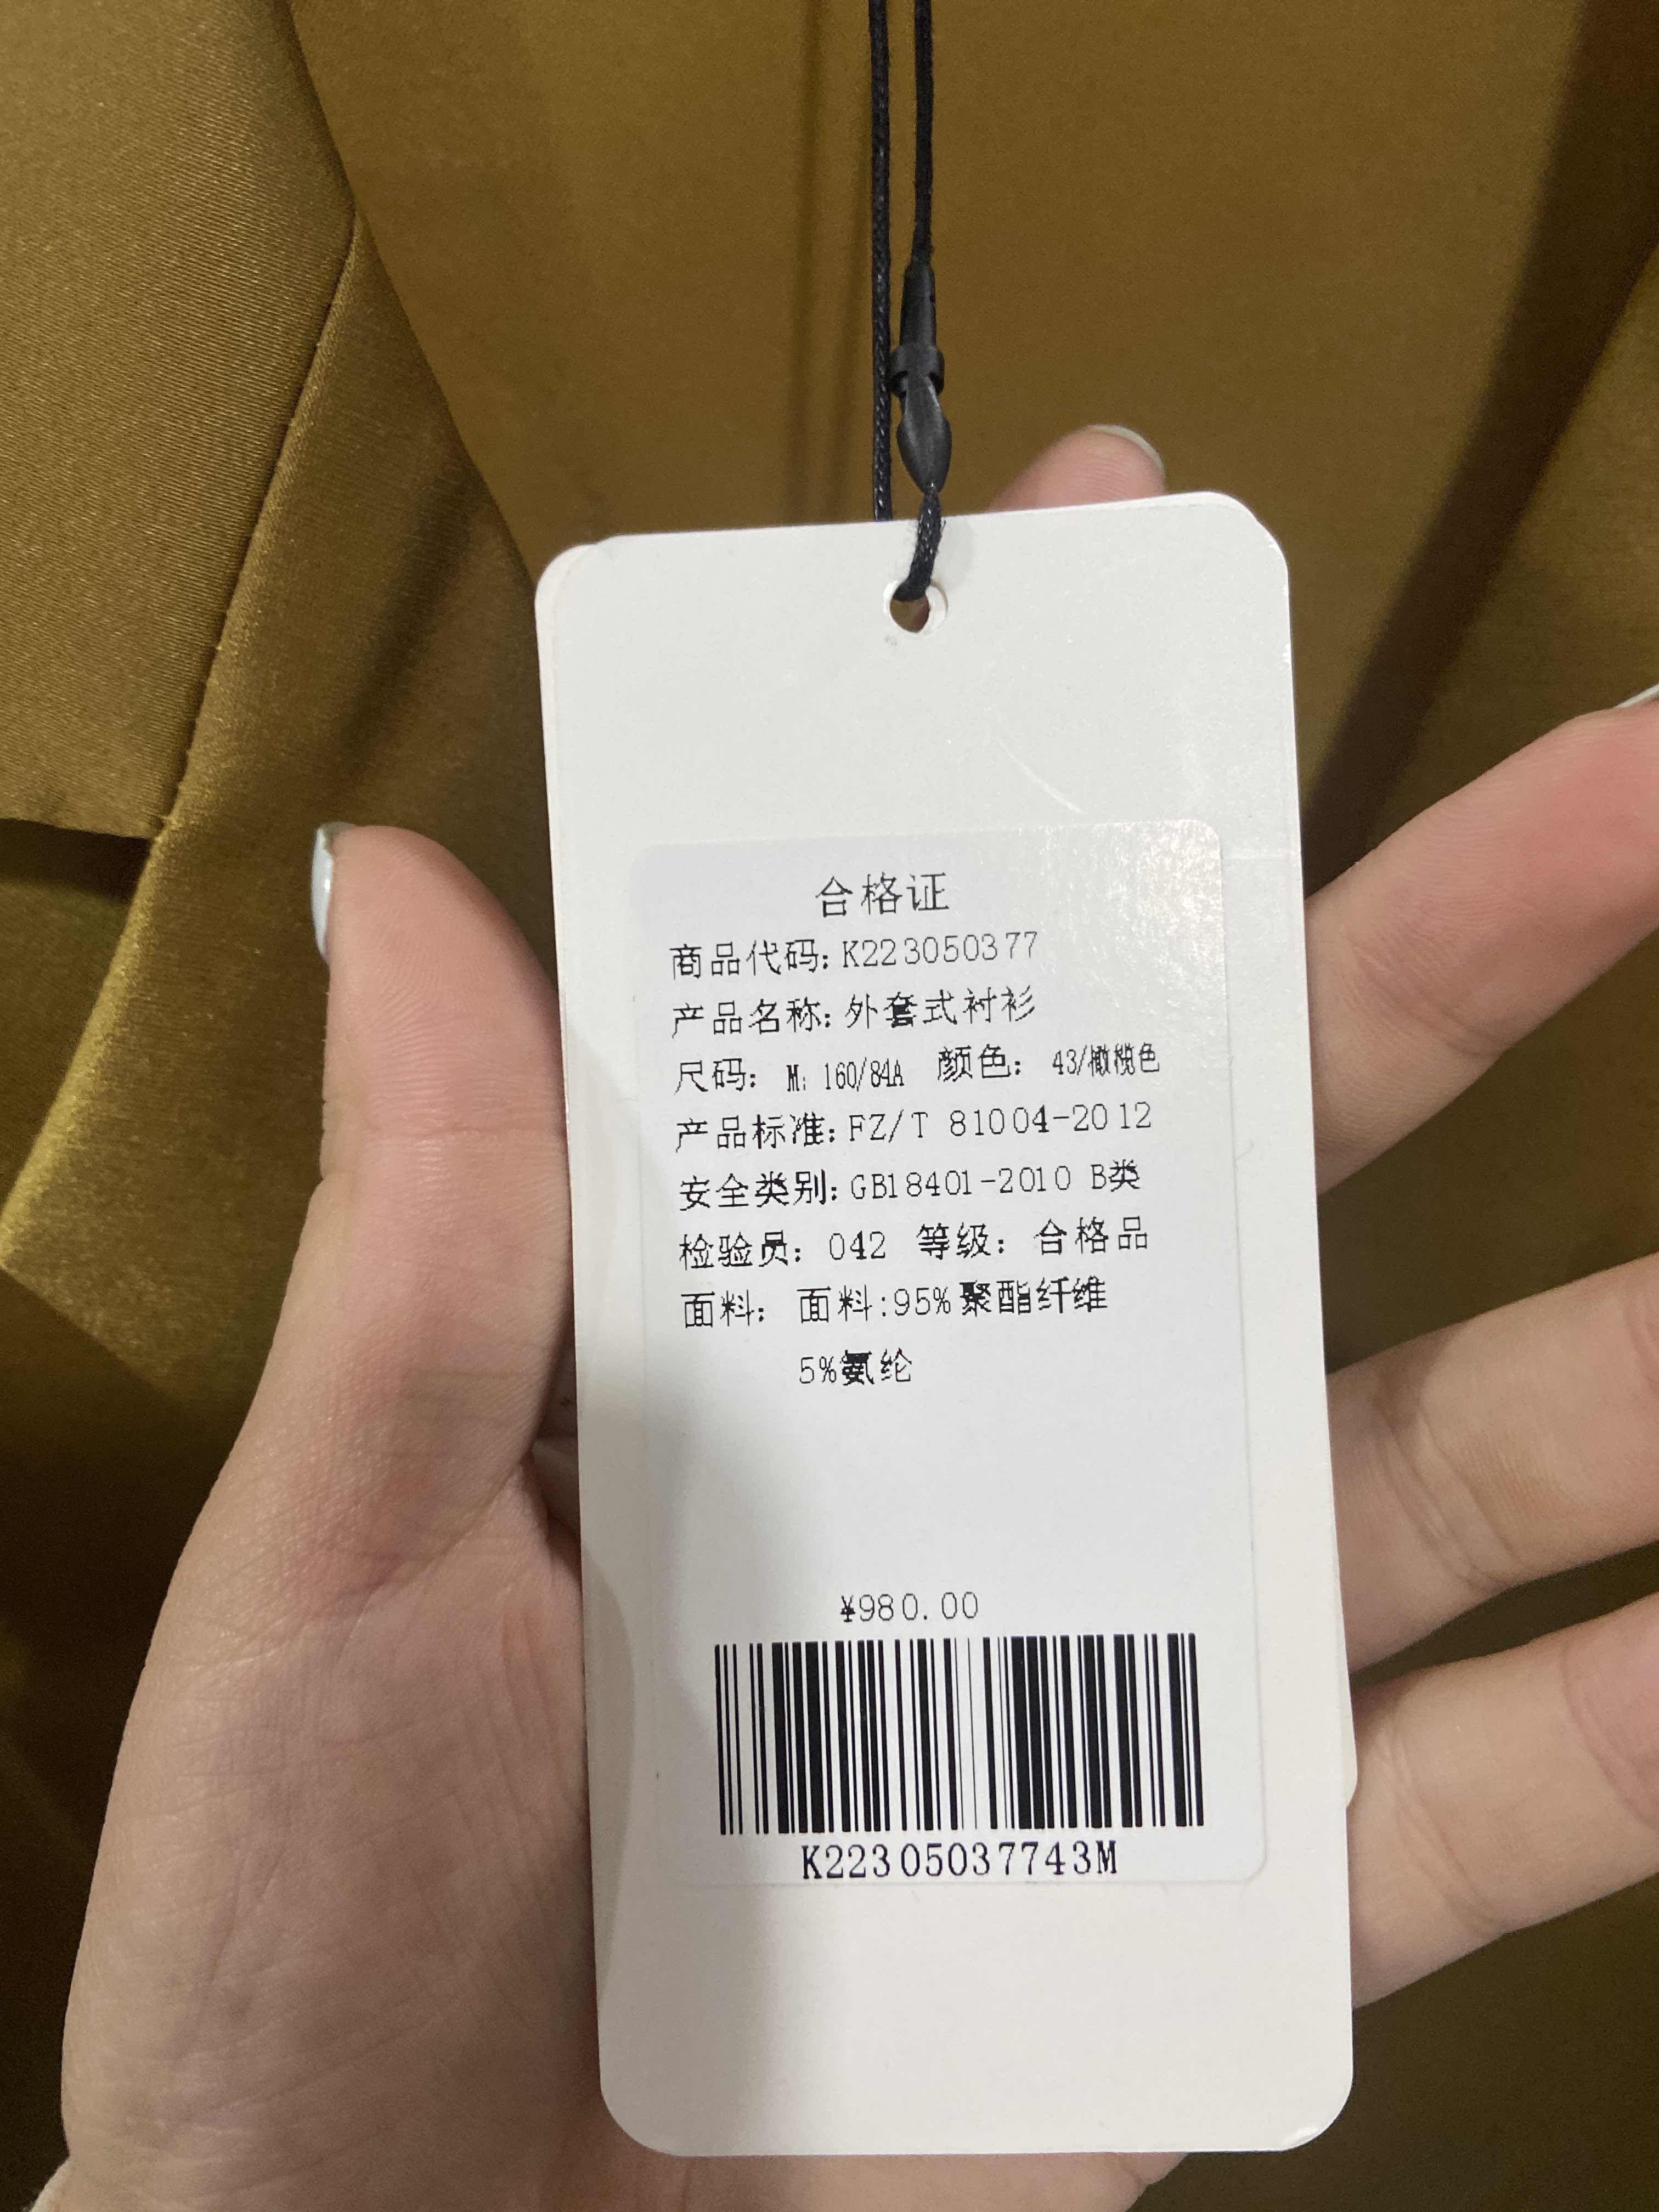 合格证
商品代码: K223050377
产品名称: 外套式衬衫
尺码: M: 160/84A 颜色: 43/橄榄色
产品标准: FZ/T 81004-2012
安全类别: GB18401-2010 B类
检验员: 042 等级: 合格品
面料: 面料:95%聚酯纤维
5%氨纶
¥980.00
K22305037743M